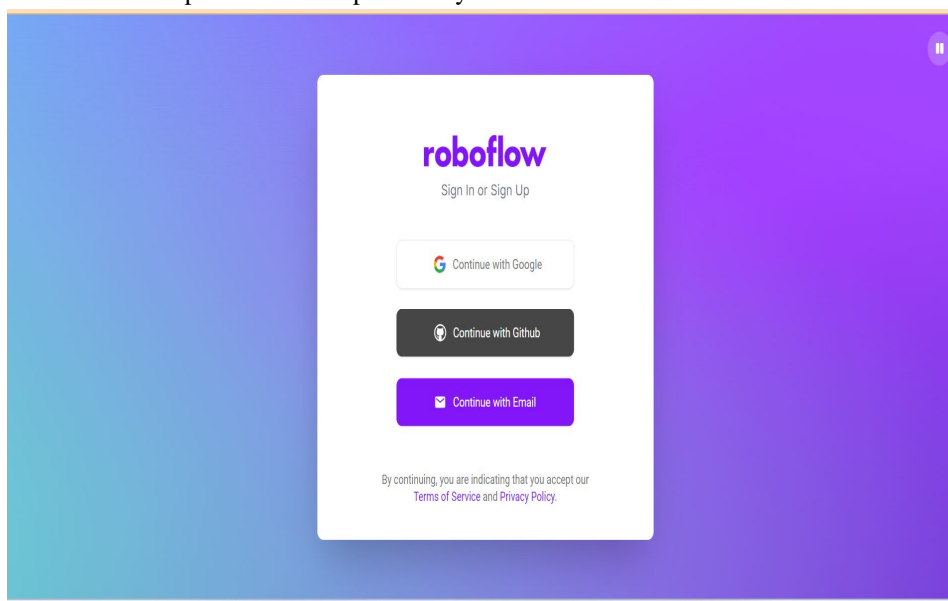 roboflow
Sign In or Sign Up
Continue with Google
Continue with Github
Continue with Email
By continuing, you are indicating that you accept our
Terms of Service and Privacy Policy.